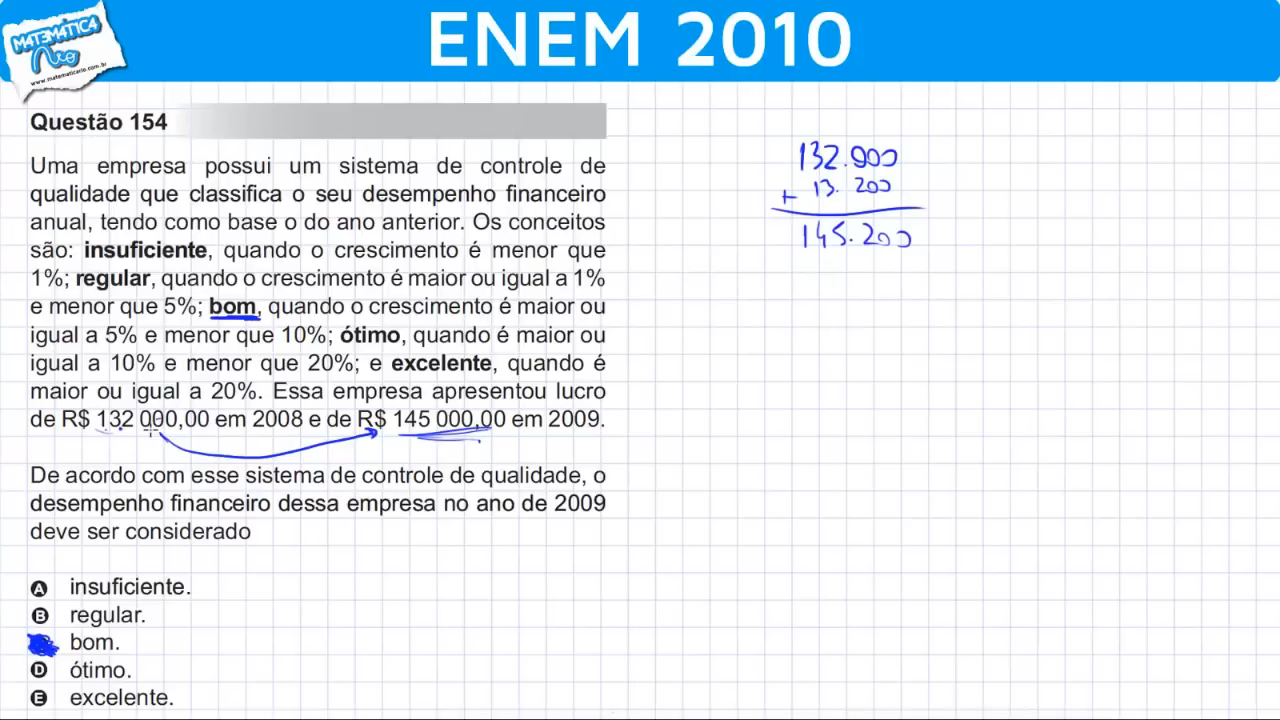 MATEMÁTICA
Rio
www.matematicario.com.br
ENEM 2010
Questão 154
Uma empresa possui um sistema de controle de
qualidade que classifica o seu desempenho financeiro
anual, tendo como base o do ano anterior. Os conceitos
são: insuficiente, quando o crescimento é menor que
1%; regular, quando o crescimento é maior ou igual a 1%
e menor que 5%; bom, quando o crescimento é maior ou
igual a 5% e menor que 10%; ótimo, quando é maior ou
igual a 10% e menor que 20%; e excelente, quando é
maior ou igual a 20%. Essa empresa apresentou lucro
de R$ 132 000,00 em 2008 e de R$ 145 000,00 em 2009.
De acordo com esse sistema de controle de qualidade, o
desempenho financeiro dessa empresa no ano de 2009
deve ser considerado
A insuficiente.
B regular.
bom.
D ótimo.
E excelente.
132.000
+ 13.200
145.200